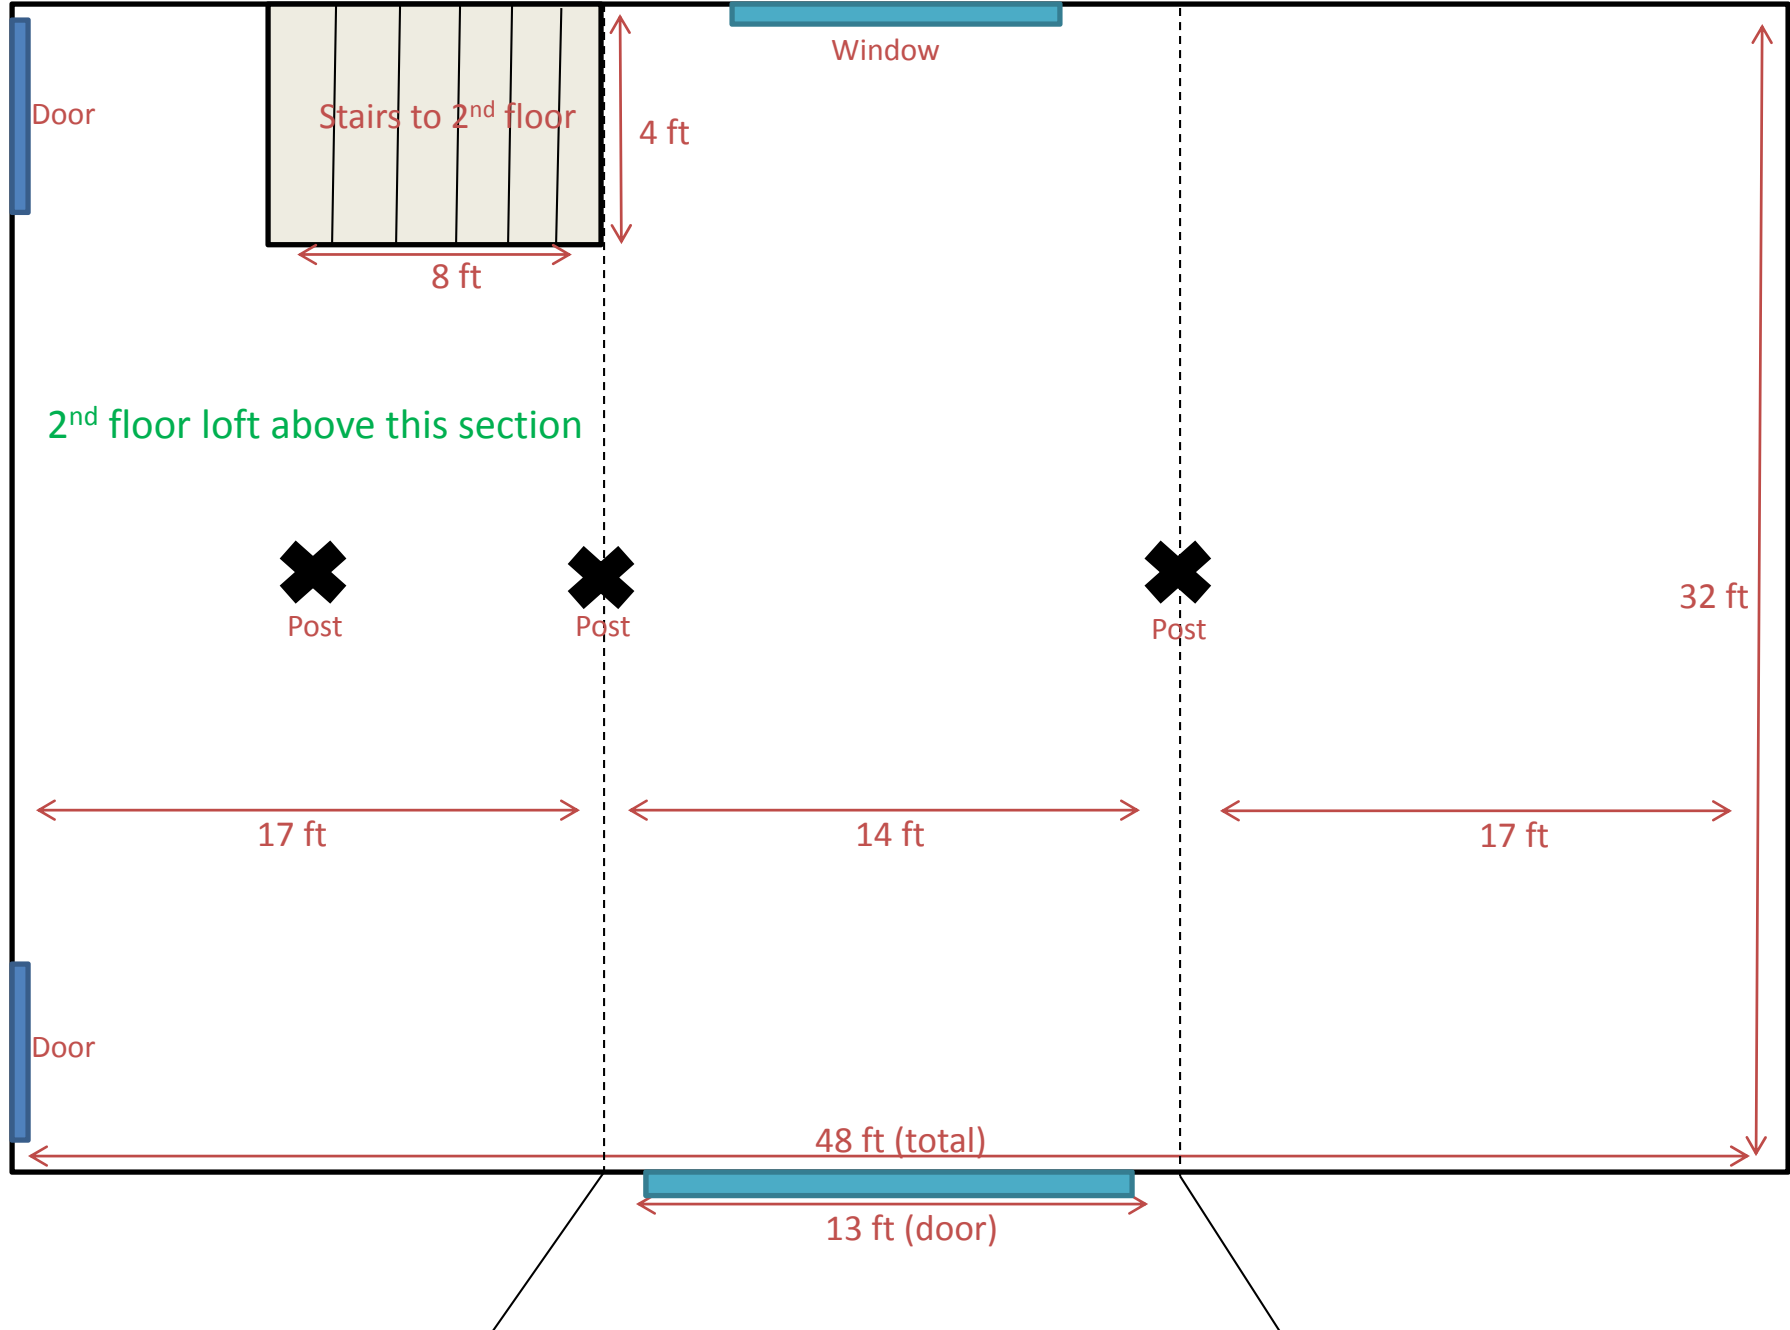 Window
Door
Stairs to 2nd floor
4 ft
8 ft
2nd floor loft above this section
32 ft
Post
Post
Post
17 ft
14 ft
17 ft
Door
48 ft (total)
13 ft (door)